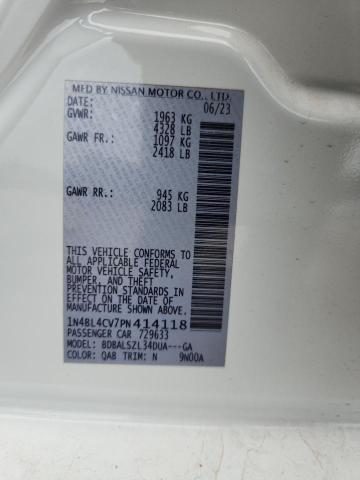 MFD BY NISSAN MOTOR CO., LTD.
DATE: 06/23
GVWR: 1963 KG
4328 LB
GAWR FR.: 1097 KG
2418 LB
GAWR RR.: 945 KG
2083 LB
THIS VEHICLE CONFORMS TO
ALL APPLICABLE FEDERAL
MOTOR VEHICLE SAFETY,
BUMPER, AND THEFT
PREVENTION STANDARDS IN
EFFECT ON THE DATE OF
MANUFACTURE SHOWN ABOVE.
1N4BL4CV7PN414118
PASSENGER CAR 729633
MODEL: BDBALSZL34DUA---GA
COLOR: QAB TRIM: N 9N00A